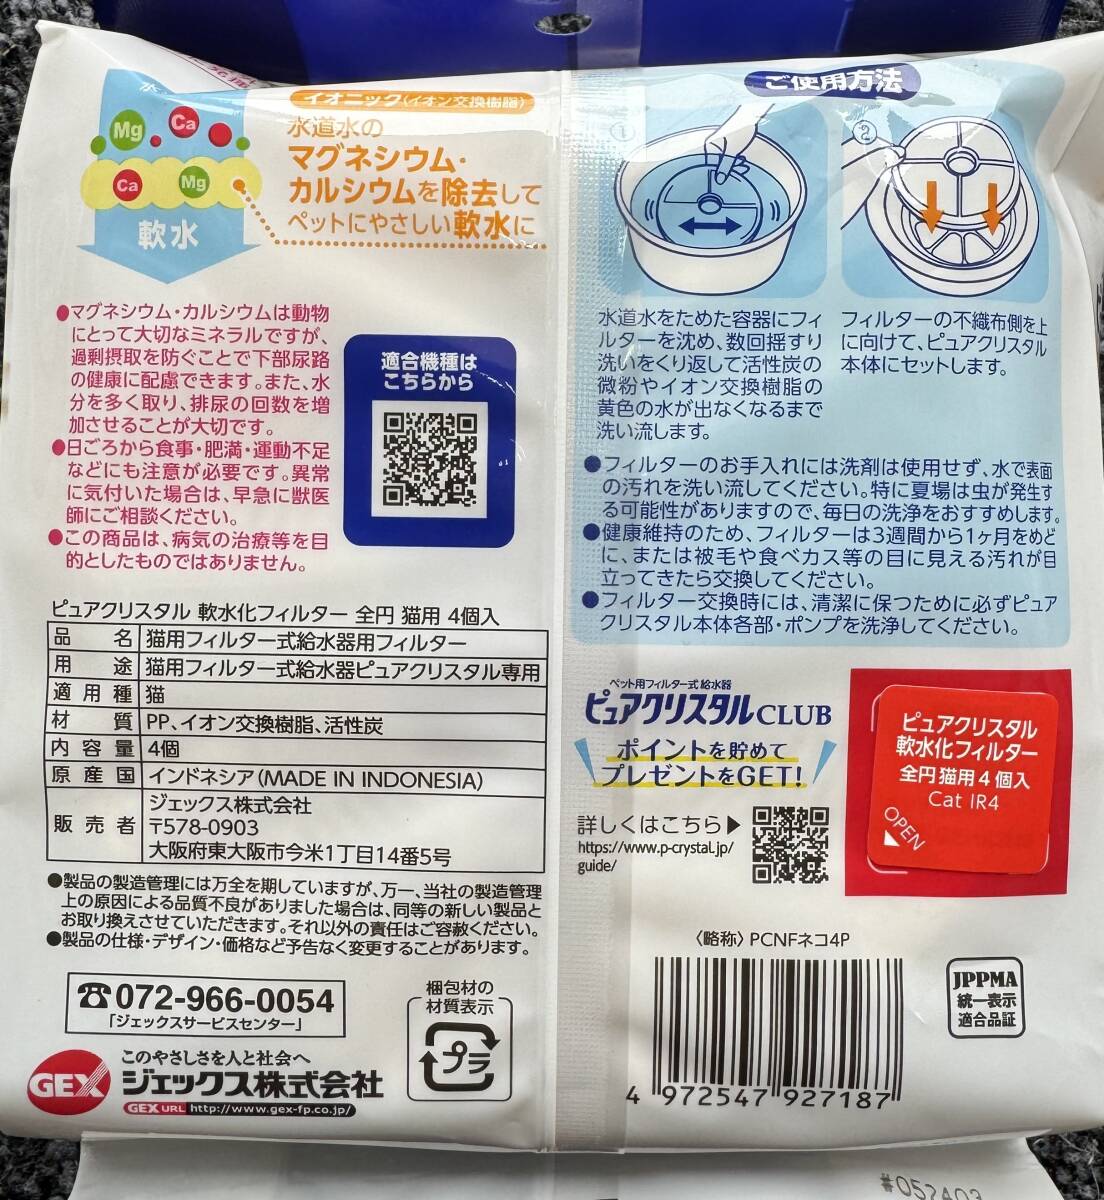 Mg
Ca
Ca
Mg
軟水
イオニック(イオン交換樹脂)
水道水の
マグネシウム・
カルシウムを除去して
ペットにやさしい軟水に
●マグネシウム・カルシウムは動物
にとって大切なミネラルですが、
過剰摂取を防ぐことで下部尿路
の健康に配慮できます。また、水
分を多く取り、排尿の回数を増
加させることが大切です。
●日ごろから食事・肥満・運動不足
などにも注意が必要です。異常
に気付いた場合は、早急に獣医
師にご相談ください。
●この商品は、病気の治療等を目
的としたものではありません。
適合機種は
こちらから
ピュアクリスタル 軟水化フィルター 全円 猫用 4個入
品名 猫用フィルター式給水器用フィルター
用途 猫用フィルター式給水器ピュアクリスタル専用
適用種 猫
材質 PP、イオン交換樹脂、活性炭
内容量 4個
原産国 インドネシア(MADE IN INDONESIA)
販売者 ジェックス株式会社
〒578-0903
大阪府東大阪市今米1丁目14番5号
●製品の製造管理には万全を期していますが、万一、当社の製造管理
上の原因による品質不良がありました場合は、同等の新しい製品と
お取り換えさせていただきます。それ以外の責任はご容赦ください。
●製品の仕様・デザイン・価格など予告なく変更することがあります。
☎072-966-0054
「ジェックスサービスセンター」
梱包材の
材質表示
プラ
GEX
このやさしさを人と社会へ
ジェックス株式会社
GEX URL http://www.gex-fp.co.jp/
ご使用方法
①
②
水道水をためた容器にフィ
ルターを沈め、数回揺すり
洗いをくり返して活性炭の
微粉やイオン交換樹脂の
黄色の水が出なくなるまで
洗い流します。
フィルターの不織布側を上
に向けて、ピュアクリスタル
本体にセットします。
●フィルターのお手入れには洗剤は使用せず、水で表面
の汚れを洗い流してください。特に夏場は虫が発生す
る可能性がありますので、毎日の洗浄をおすすめします。
●健康維持のため、フィルターは3週間から1ヶ月をめど
に、または被毛や食べカス等の目に見える汚れが目
立ってきたら交換してください。
●フィルター交換時には、清潔に保つために必ずピュア
クリスタル本体各部・ポンプを洗浄してください。
ペット用フィルター式給水器
ピュアクリスタルCLUB
ポイントを貯めて
プレゼントをGET!
詳しくはこちら▶
https://www.p-crystal.jp/
guide/
ピュアクリスタル
軟水化フィルター
全円 猫用 4個入
Cat IR4
OPEN
〈略称〉PCNFネコ4P
4 972547 927187
JPPMA
統一表示
適合品証